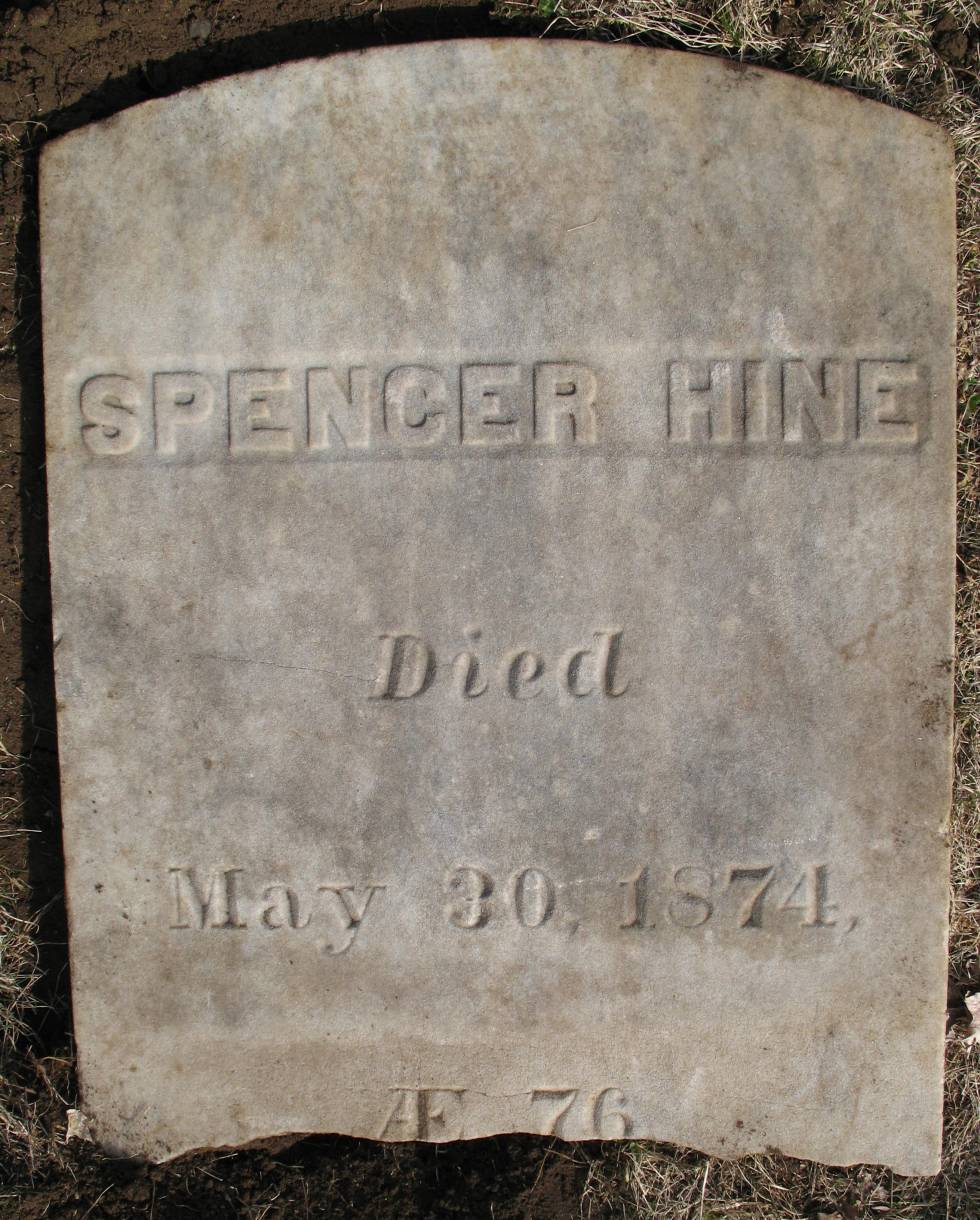 SPENCER HINE
Died
May 30, 1874,
Æ 76